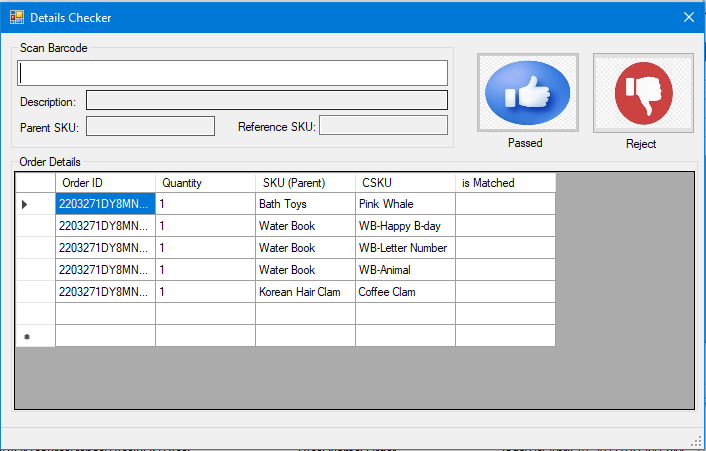 Details Checker
Scan Barcode
Description:
Parent SKU:
Reference SKU:
Passed
Reject
Order Details
Order ID Quantity SKU (Parent) CSKU is Matched
2203271DY8MN... 1 Bath Toys Pink Whale
2203271DY8MN... 1 Water Book WB-Happy B-day
2203271DY8MN... 1 Water Book WB-Letter Number
2203271DY8MN... 1 Water Book WB-Animal
2203271DY8MN... 1 Korean Hair Clam Coffee Clam